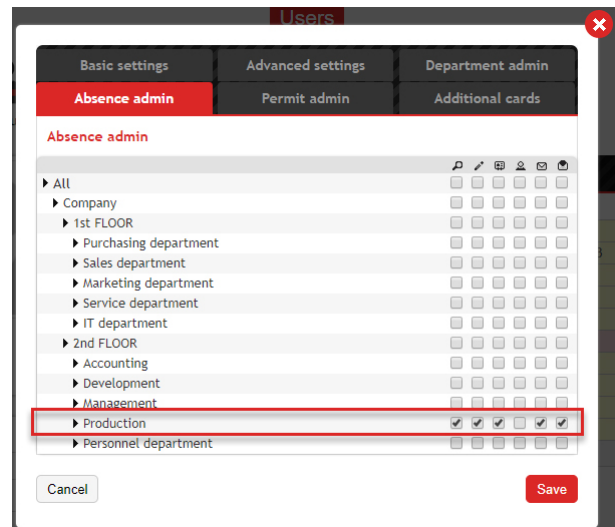 Users
Basic settings Advanced settings Department admin
Absence admin Permit admin Additional cards
Absence admin
All
Company
1st FLOOR
Purchasing department
Sales department
Marketing department
Service department
IT department
2nd FLOOR
Accounting
Development
Management
Production
Personnel department
Cancel Save